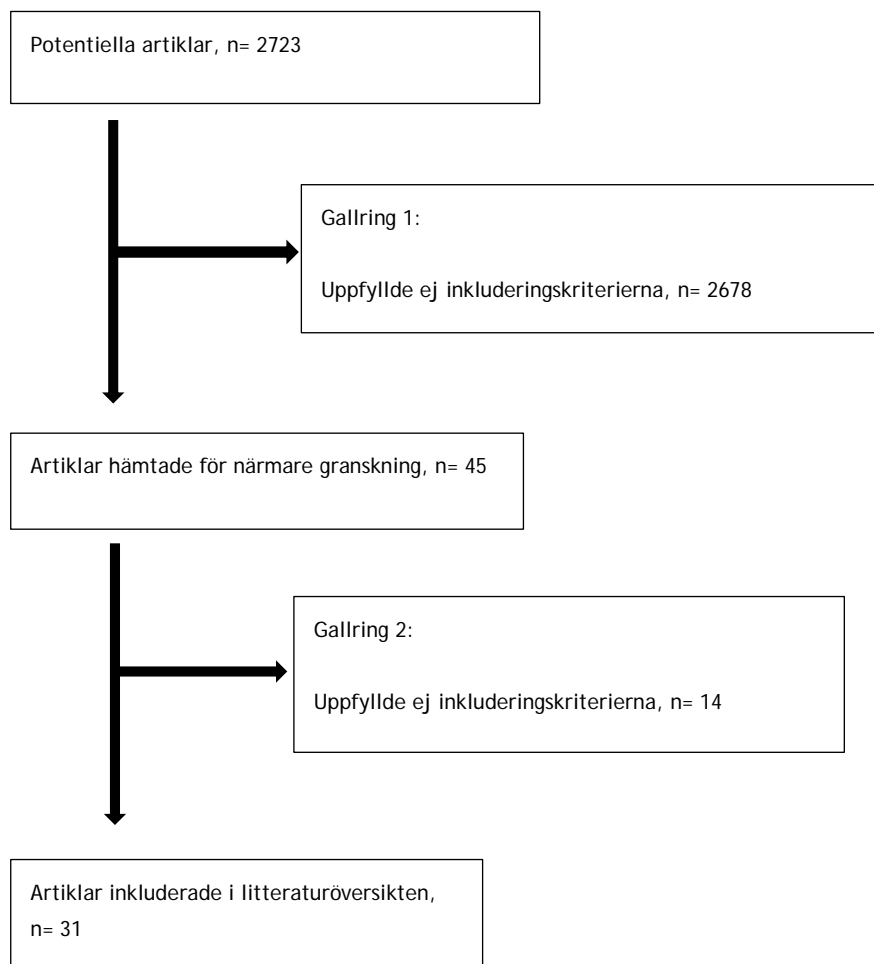 Potentiella artiklar, n= 2723
Gallring 1:
Uppfyllde ej inkluderingskriterierna, n= 2678
Artiklar hämtade för närmare granskning, n= 45
Gallring 2:
Uppfyllde ej inkluderingskriterierna, n= 14
Artiklar inkluderade i litteraturöversikten,
n= 31